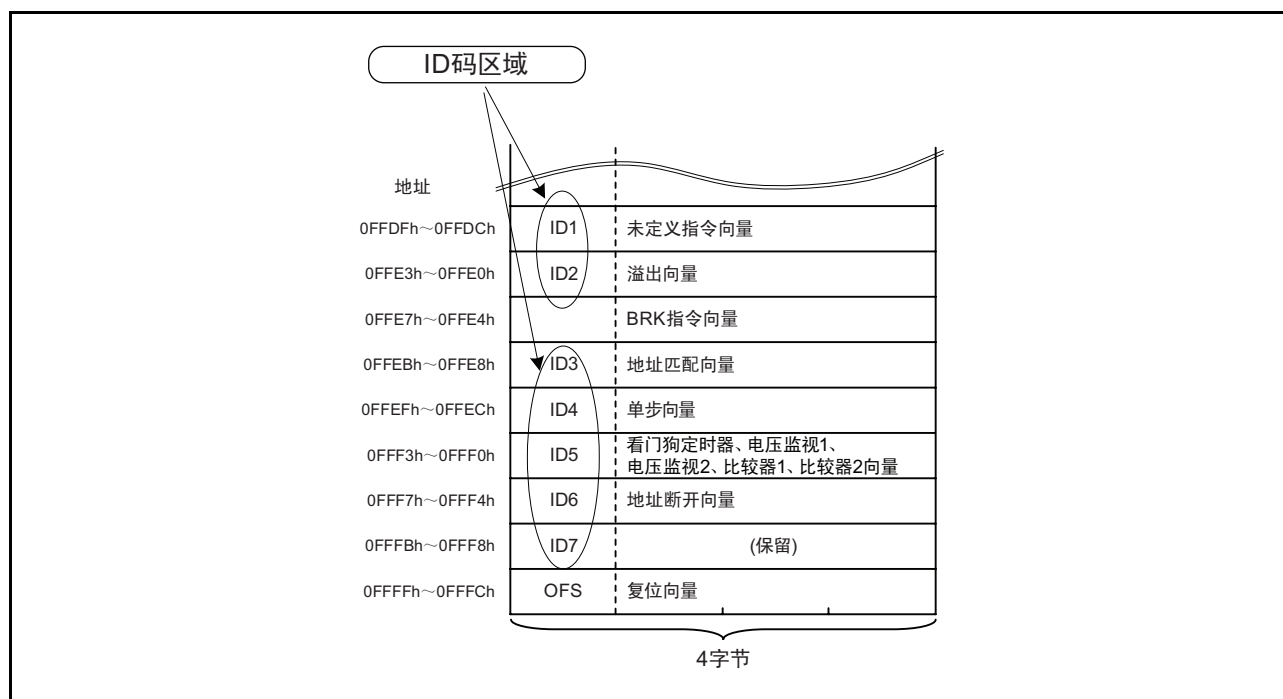 ID码区域
地址
0FFDFh～0FFDCh ID1 未定义指令向量
0FFE3h～0FFE0h ID2 溢出向量
0FFE7h～0FFE4h BRK指令向量
0FFEBh～0FFE8h ID3 地址匹配向量
0FFEFh～0FFECh ID4 单步向量
0FFF3h～0FFF0h ID5 看门狗定时器、电压监视1、
电压监视2、比较器1、比较器2向量
0FFF7h～0FFF4h ID6 地址断开向量
0FFFBh～0FFF8h ID7 (保留)
0FFFFh～0FFFCh OFS 复位向量
4字节